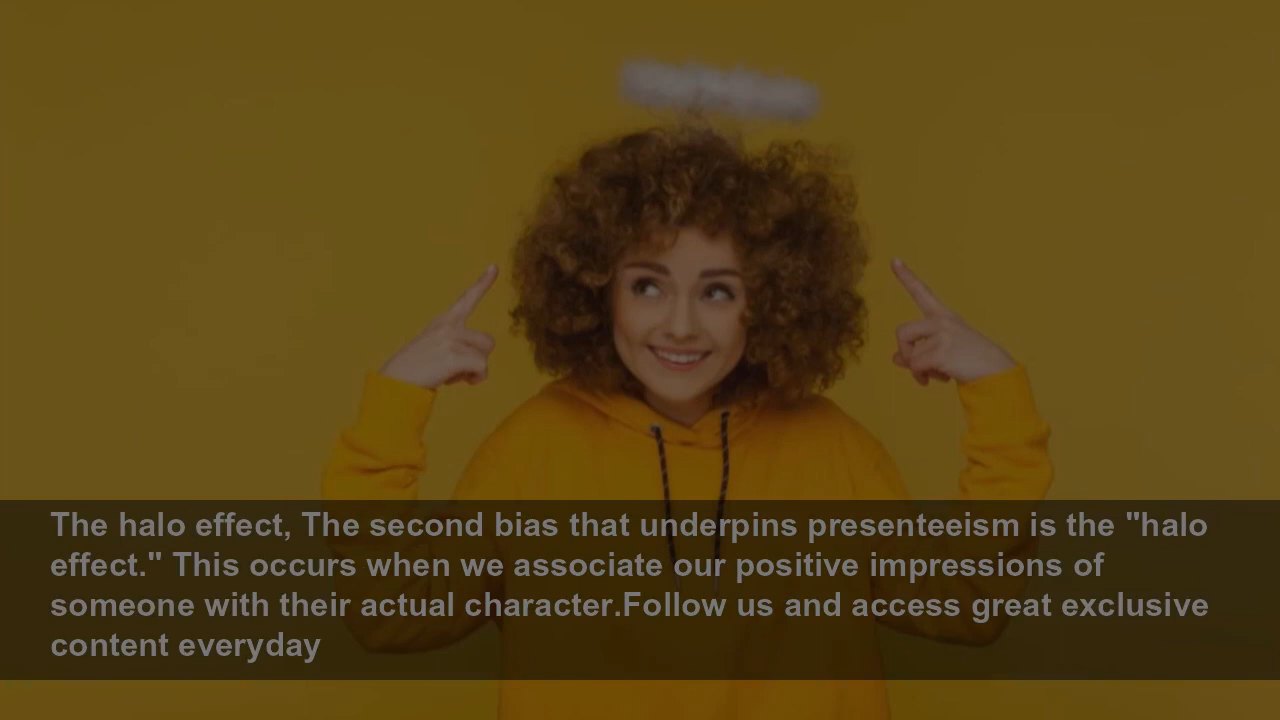 The halo effect, The second bias that underpins presenteeism is the "halo
effect." This occurs when we associate our positive impressions of
someone with their actual character.Follow us and access great exclusive
content everyday